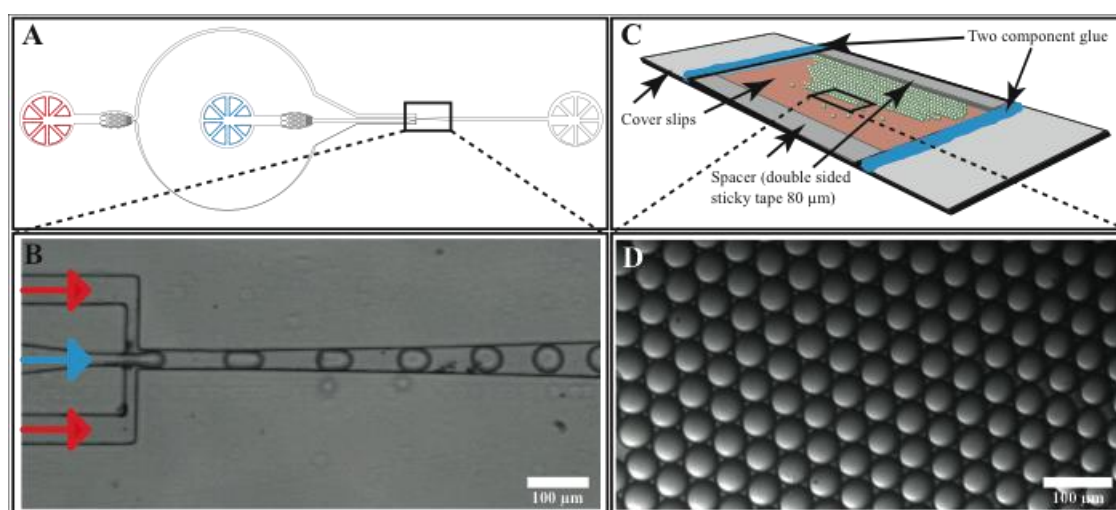 A
C
Two component glue
Cover slips
Spacer (double sided
sticky tape 80 µm)
B
100 µm
D
100 µm